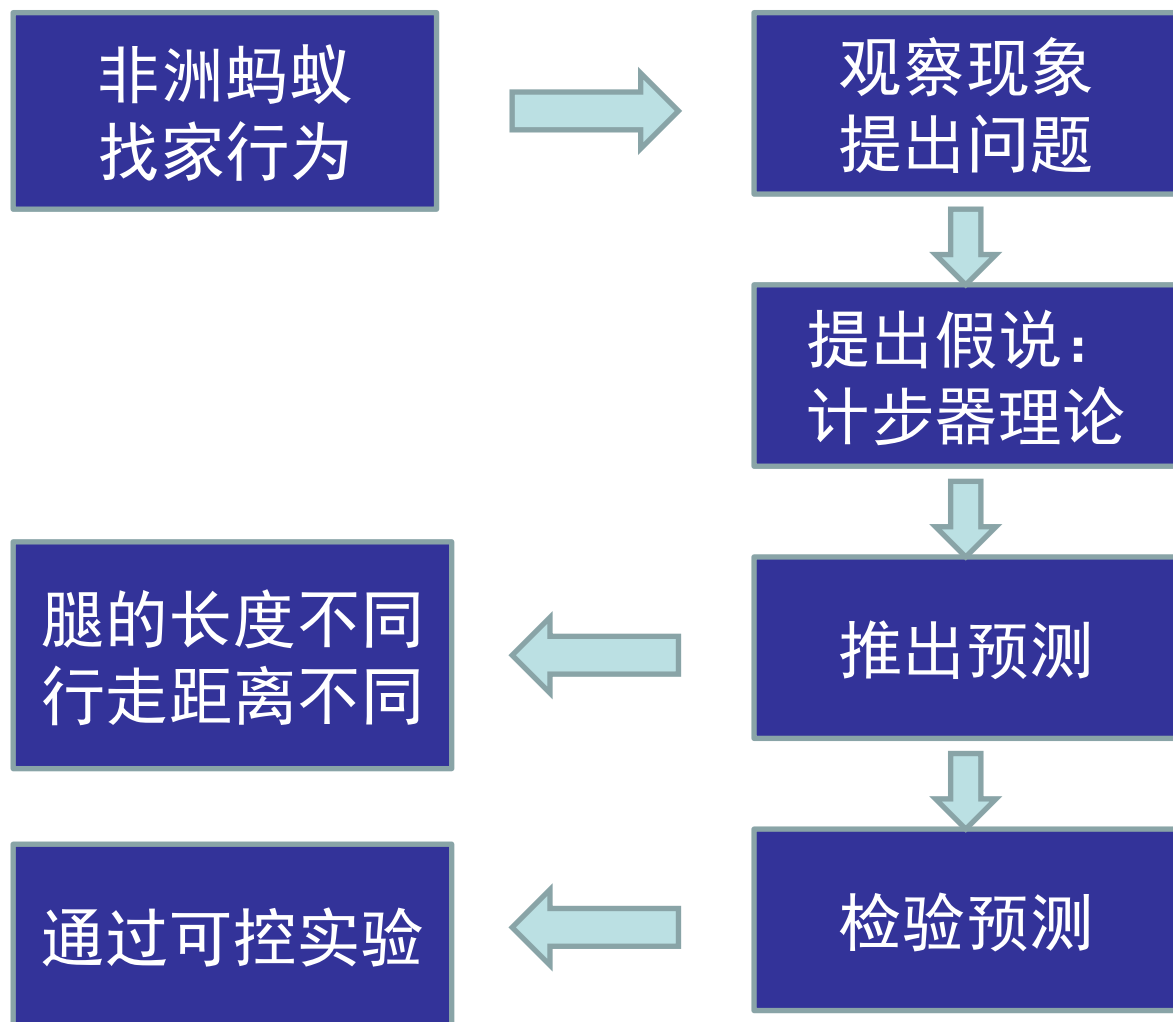 非洲蚂蚁
找家行为
观察现象
提出问题
提出假说：
计步器理论
腿的长度不同
行走距离不同
推出预测
通过可控实验
检验预测